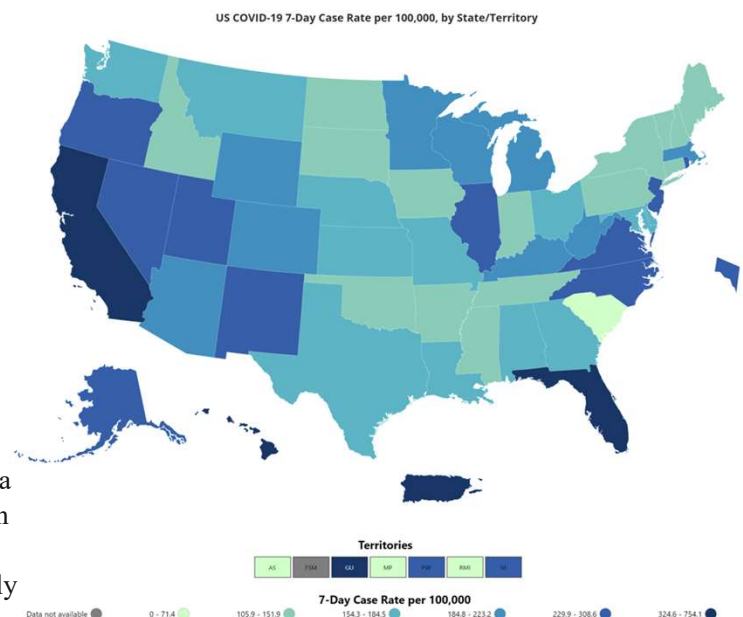 US COVID-19 7-Day Case Rate per 100,000, by State/Territory
a
n
ly
Territories
AS FSM GU MP PW RMI VI
7-Day Case Rate per 100,000
Data not available 0 - 71.4 105.9 - 151.9 154.3 - 184.5 184.8 - 223.2 229.9 - 308.6 324.6 - 754.1